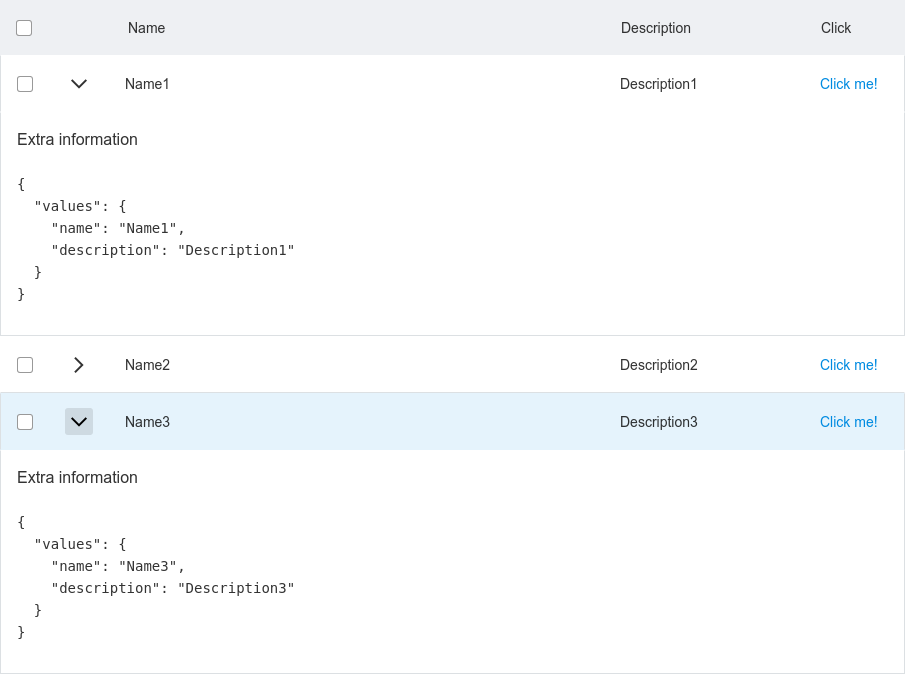 Name Description Click
Name1 Description1 Click me!
Extra information
{
  "values": {
    "name": "Name1",
    "description": "Description1"
  }
}
Name2 Description2 Click me!
Name3 Description3 Click me!
Extra information
{
  "values": {
    "name": "Name3",
    "description": "Description3"
  }
}